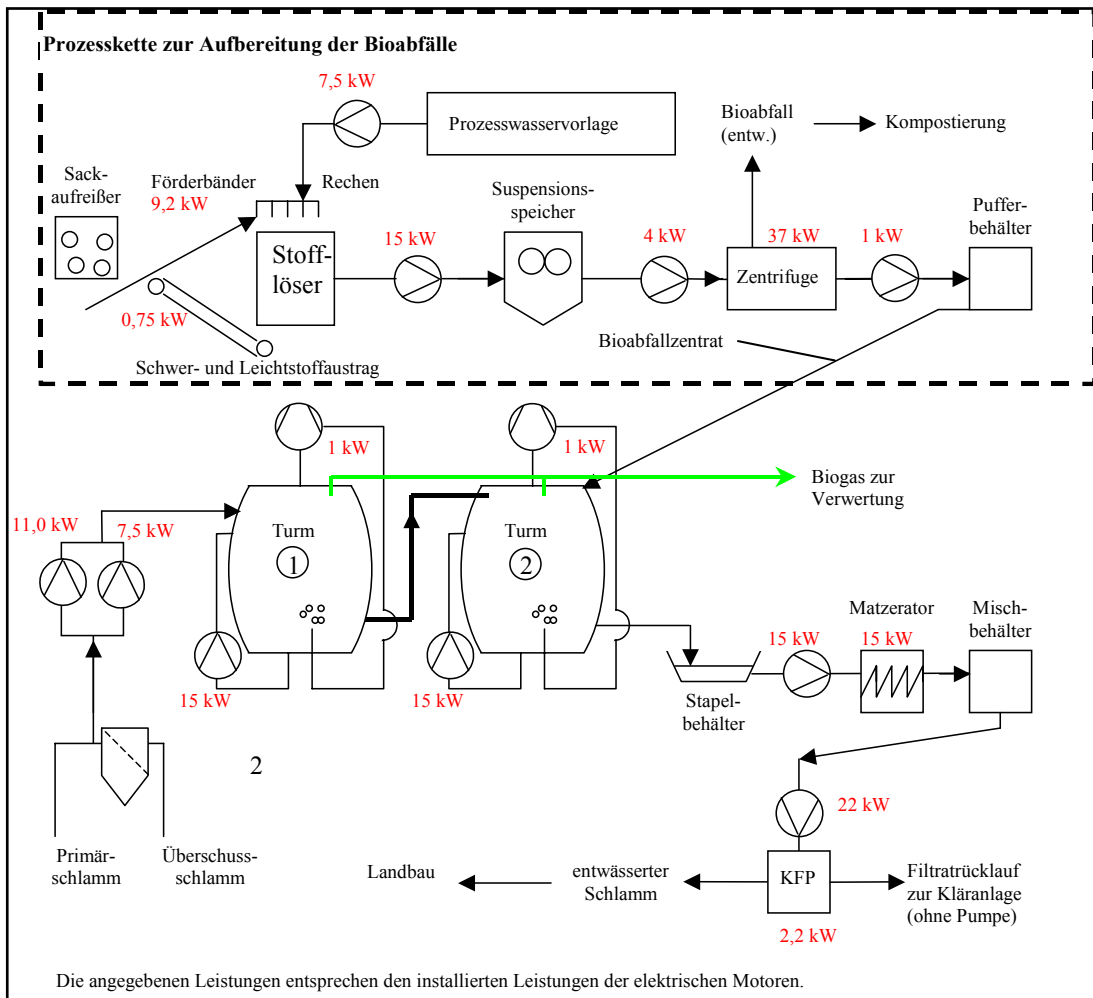 Prozesskette zur Aufbereitung der Bioabfälle
7,5 kW
Prozesswasservorlage
Bioabfall
(entw.)
Kompostierung
Sack-
aufreißer
Förderbänder
9,2 kW
Rechen
Suspensions-
speicher
Puffer-
behälter
Stoff-
löser
15 kW
4 kW
37 kW
Zentrifuge
1 kW
0,75 kW
Schwer- und Leichtstoffaustrag
Bioabfallzentrat
1 kW
1 kW
Biogas zur
Verwertung
11,0 kW
7,5 kW
Turm
1
Turm
2
15 kW
15 kW
Stapel-
behälter
15 kW
Matzerator
15 kW
Misch-
behälter
2
22 kW
Primär-
schlamm
Überschuss-
schlamm
Landbau
entwässerter
Schlamm
KFP
2,2 kW
Filtratrücklauf
zur Kläranlage
(ohne Pumpe)
Die angegebenen Leistungen entsprechen den installierten Leistungen der elektrischen Motoren.